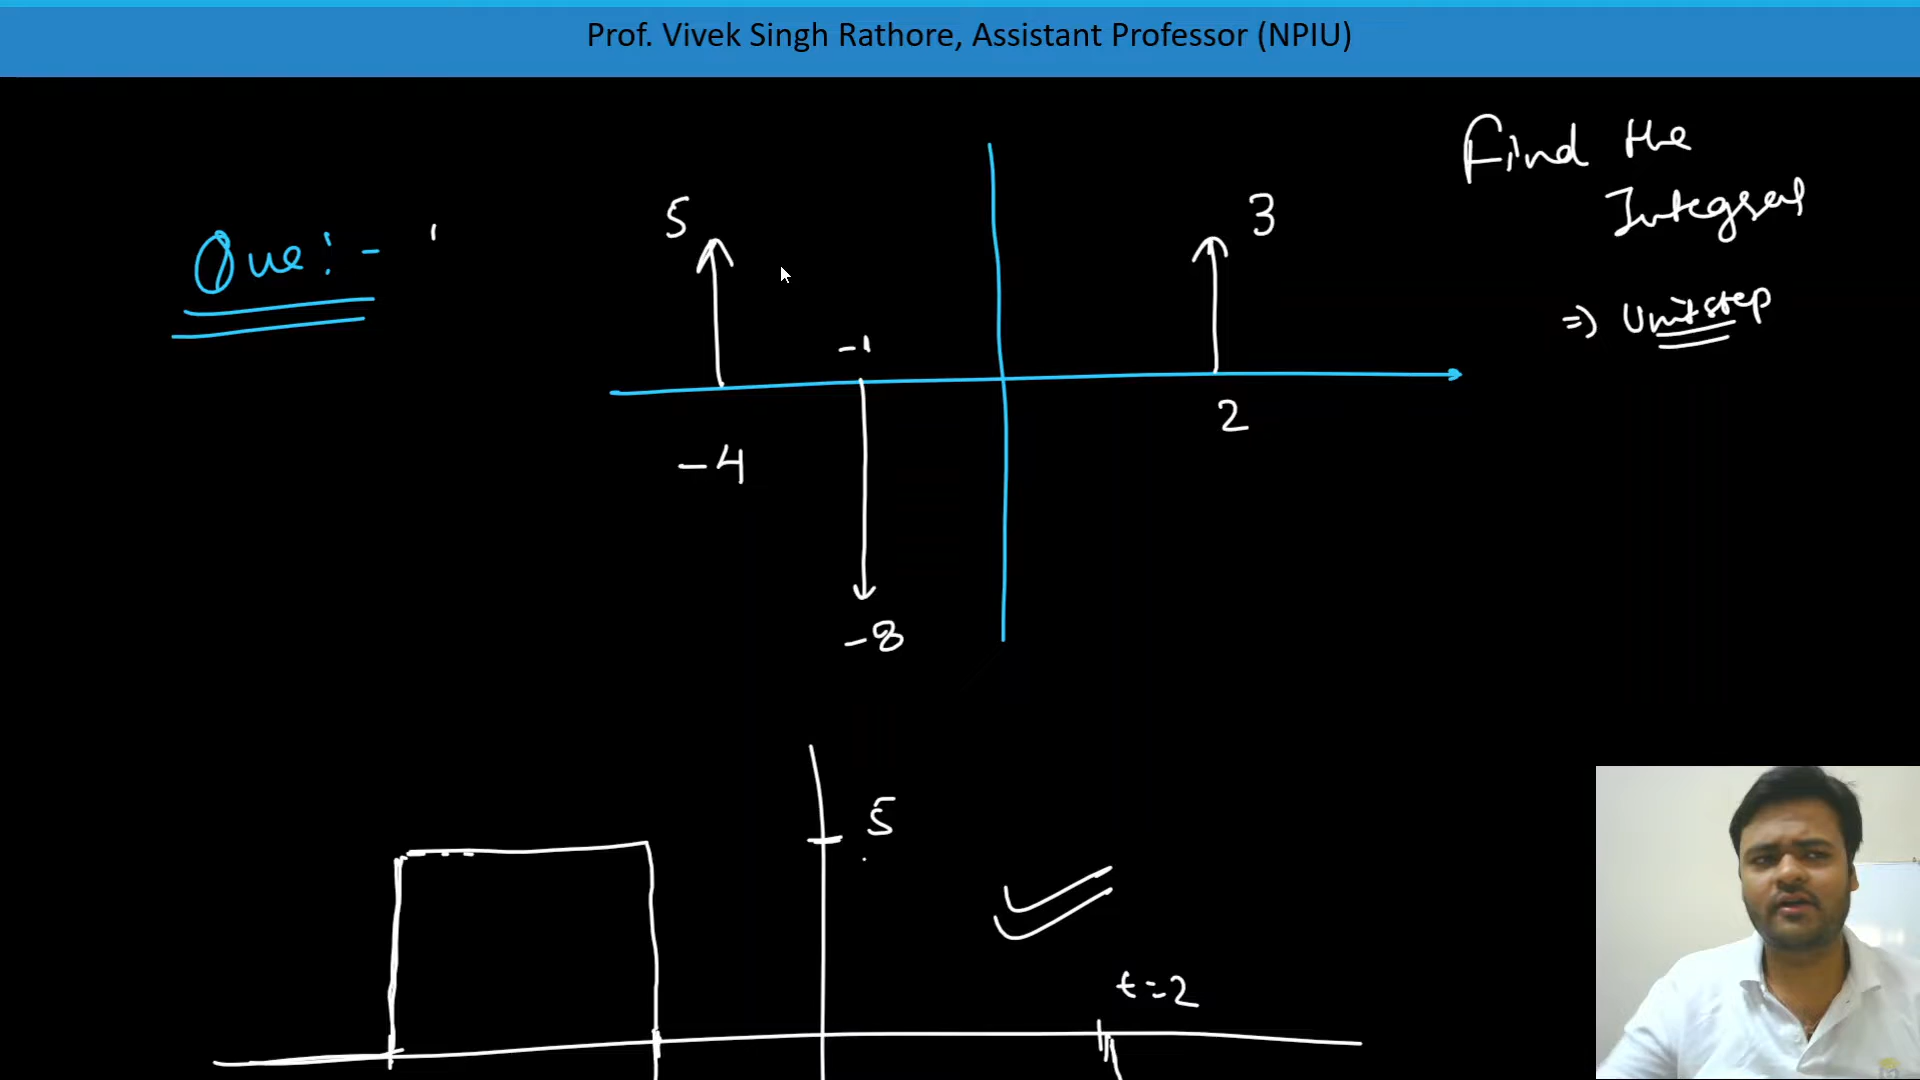 Prof. Vivek Singh Rathore, Assistant Professor (NPIU)
Find the
Integral
⇒ Unitstep
Que:-
5
3
-1
2
-4
-8
5
t=2